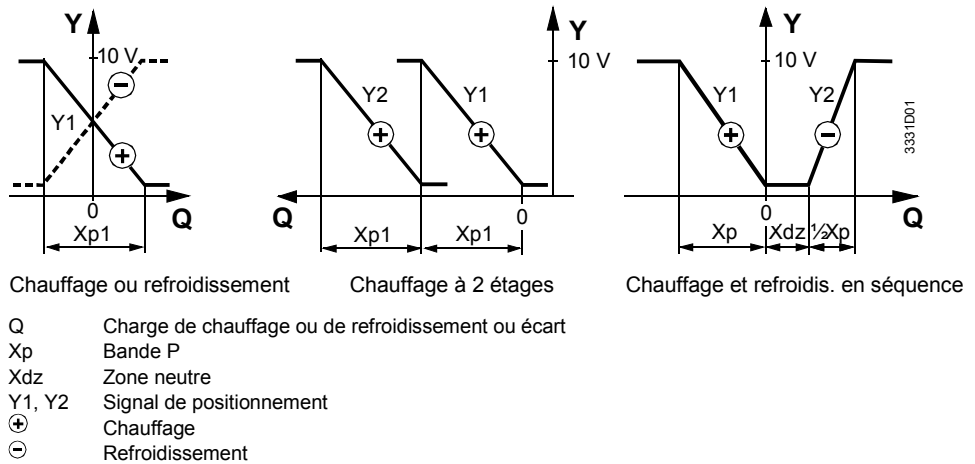 Y
10 V
Y1
−
+
0
Q
Xp1
Y
10 V
Y2
Y1
+
+
0
Q
Xp1
Xp1
Y
10 V
Y1
Y2
+
−
0
Q
Xp
Xdz
½Xp
3331D01
Chauffage ou refroidissement
Chauffage à 2 étages
Chauffage et refroidis. en séquence
Q Charge de chauffage ou de refroidissement ou écart
Xp Bande P
Xdz Zone neutre
Y1, Y2 Signal de positionnement
⊕ Chauffage
⊖ Refroidissement